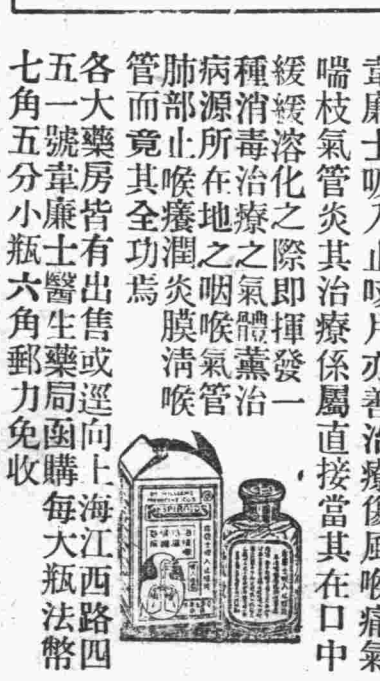 韋廉士吸入止咳片亦善治療傷風喉痛氣
喘枝氣管炎其治療係屬直接當其在口中
緩緩溶化之際即揮發一
種消毒治療之氣體薰治
病源所在地之咽喉氣管
肺部止喉癢潤炎膜清喉
管而竟其全功焉
各大藥房皆有出售或逕向上海江西路四
五一號韋廉士醫生藥局函購每大瓶法幣
七角五分小瓶六角郵力免收